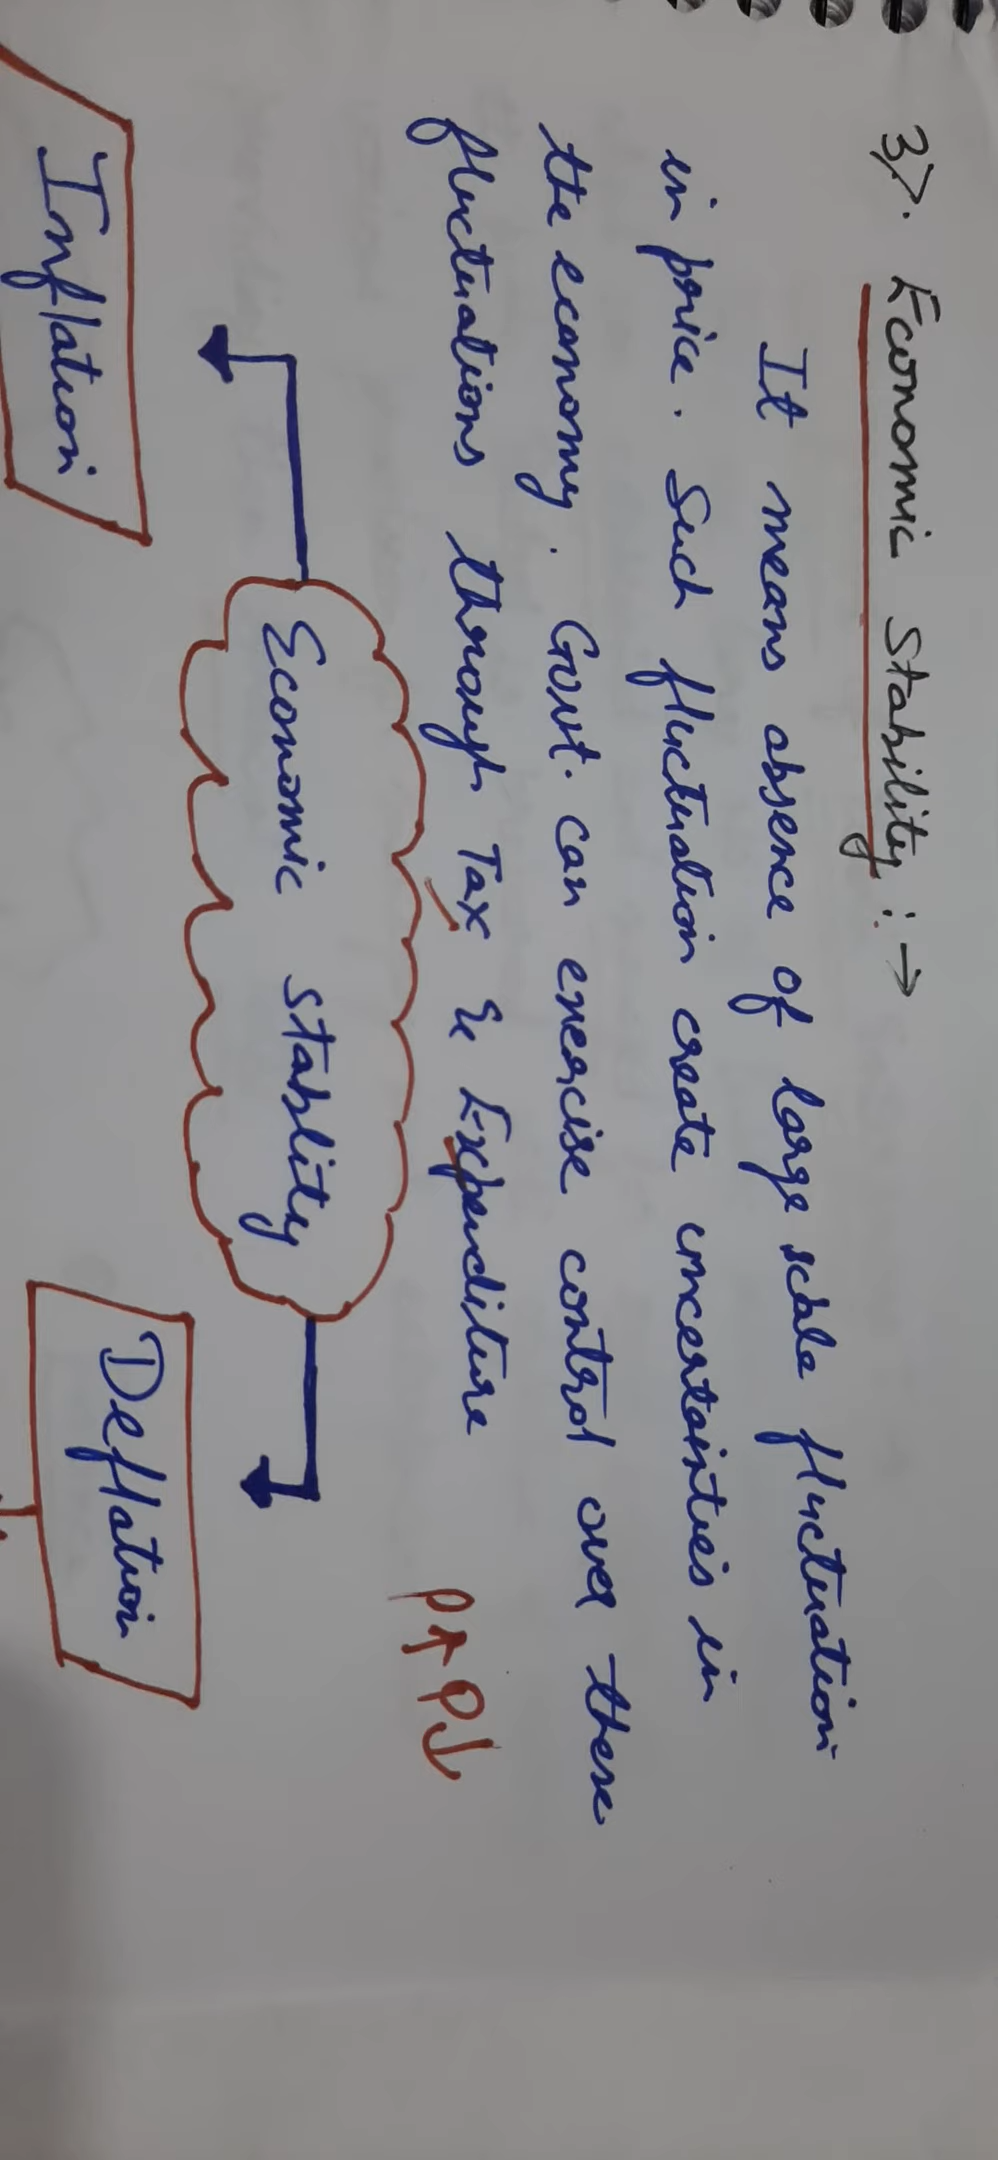 3). Economic Stability :→
It means absence of large scale fluctuation
in price. Such fluctuation create uncertainties in
the economy. Govt. can exercise control over these
fluctuations through Tax & Expenditure
P↑ P↓
Economic stability
Inflation
Deflation